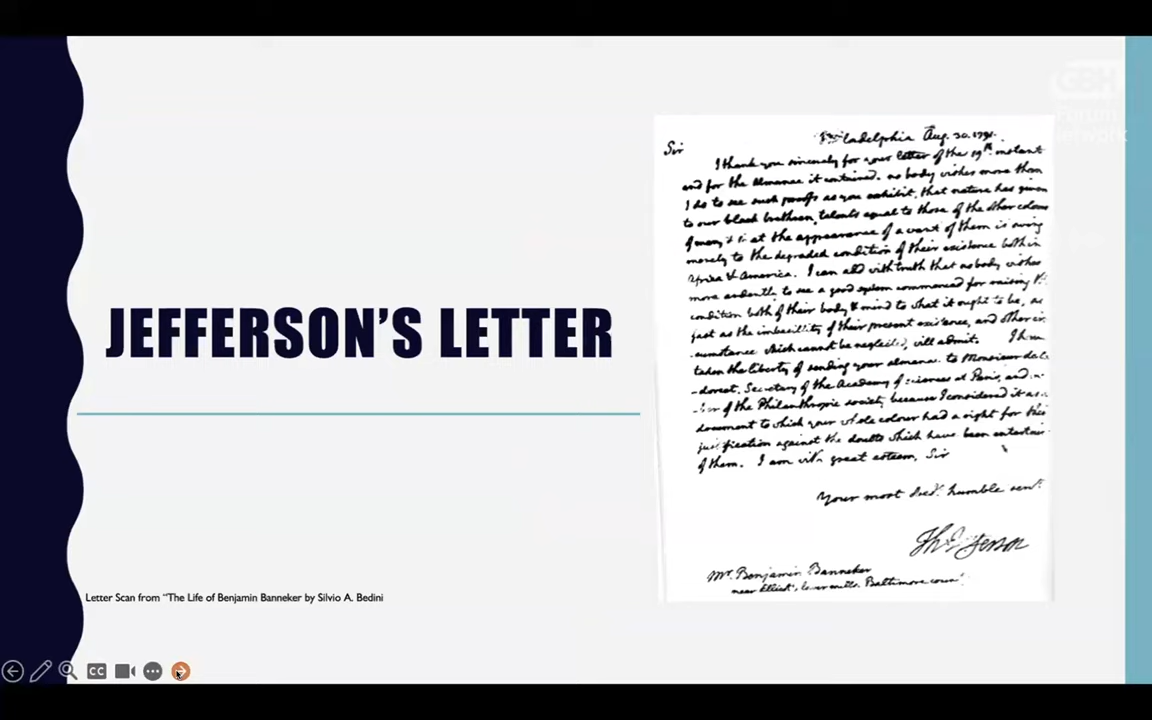 GBH
Forum
Network
JEFFERSON'S LETTER
Philadelphia Aug. 30. 1791.
Sir
I thank you sincerely for your letter of the 19th. instant
and for the almanac it contained. no body wishes more than
I do to see such proofs as you exhibit, that nature has given
to our black brethren, talents equal to those of the other colours
of men, & that the appearance of a want of them is owing
merely to the degraded condition of their existence both in
Africa & America. I can add with truth that no body wishes
more ardently to see a good system commenced for raising the
condition both of their body & mind to what it ought to be, as
fast as the imbecillity of their present existence, and other cir
-cumstance which cannot be neglected, will admit. I have
taken the liberty of sending your almanac to Monsieur de
-dorcet, Secretary of the Academy of sciences at Paris, and
-ber of the Philanthropic society because I considered it as a
document to which your whole colour had a right for their
justification against the doubts which have been entertained
of them. I am with great esteem, Sir
Your most obedt. humble servt.
Th Jefferson
Mr. Benjamin Banneker
near Ellicot's, lower mills. Baltimore county
Letter Scan from "The Life of Benjamin Banneker by Silvio A. Bedini
CC